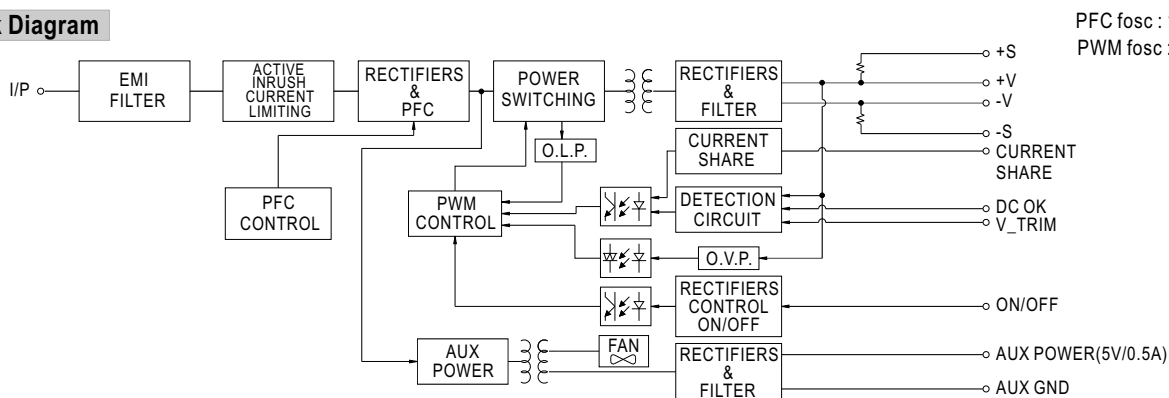 Diagram
PFC fosc :
PWM fosc :
I/P
EMI
FILTER
ACTIVE
INRUSH
CURRENT
LIMITING
RECTIFIERS
&
PFC
POWER
SWITCHING
RECTIFIERS
&
FILTER
+S
+V
-V
-S
CURRENT
SHARE
O.L.P.
CURRENT
SHARE
PFC
CONTROL
PWM
CONTROL
DETECTION
CIRCUIT
DC OK
V_TRIM
O.V.P.
RECTIFIERS
CONTROL
ON/OFF
ON/OFF
AUX
POWER
FAN
RECTIFIERS
&
FILTER
AUX POWER(5V/0.5A)
AUX GND